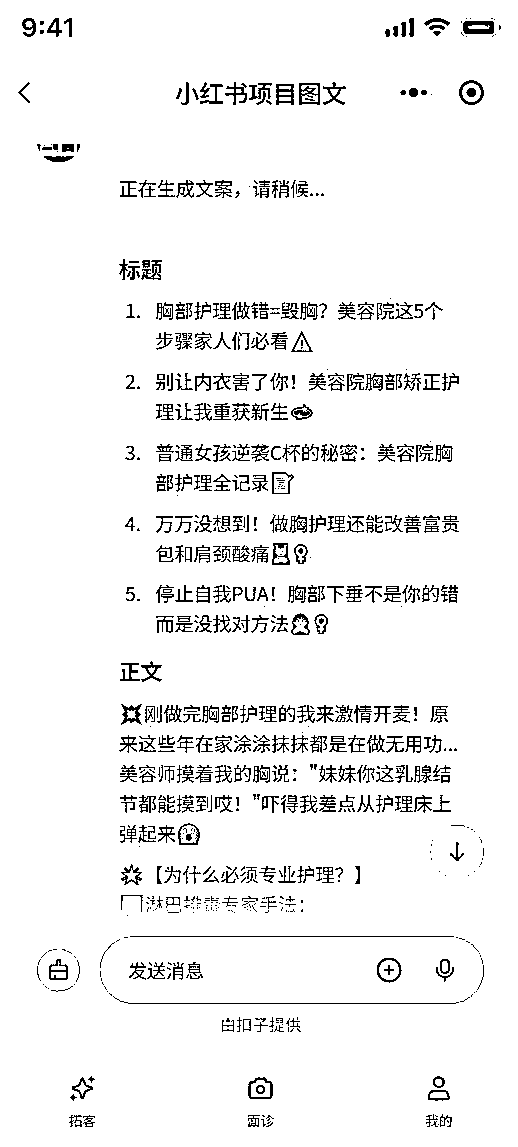 9:41
小红书项目图文
正在生成文案，请稍候...
标题
1. 胸部护理做错=毁胸？美容院这5个
步骤家人们必看⚠️
2. 别让内衣害了你！美容院胸部矫正护
理让我重获新生
3. 普通女孩逆袭C杯的秘密：美容院胸
部护理全记录📝
4. 万万没想到！做胸护理还能改善富贵
包和肩颈酸痛
5. 停止自我PUA！胸部下垂不是你的错
而是没找对方法
正文
💥刚做完胸部护理的我来激情开麦！原
来这些年在家涂涂抹抹都是在做无用功...
美容师摸着我的胸说："妹妹你这乳腺结
节都能摸到哎！"吓得我差点从护理床上
弹起来😱
🌟【为什么必须专业护理？】
淋巴排毒专家手法：
发送消息
由扣子提供
拓客
面诊
我的